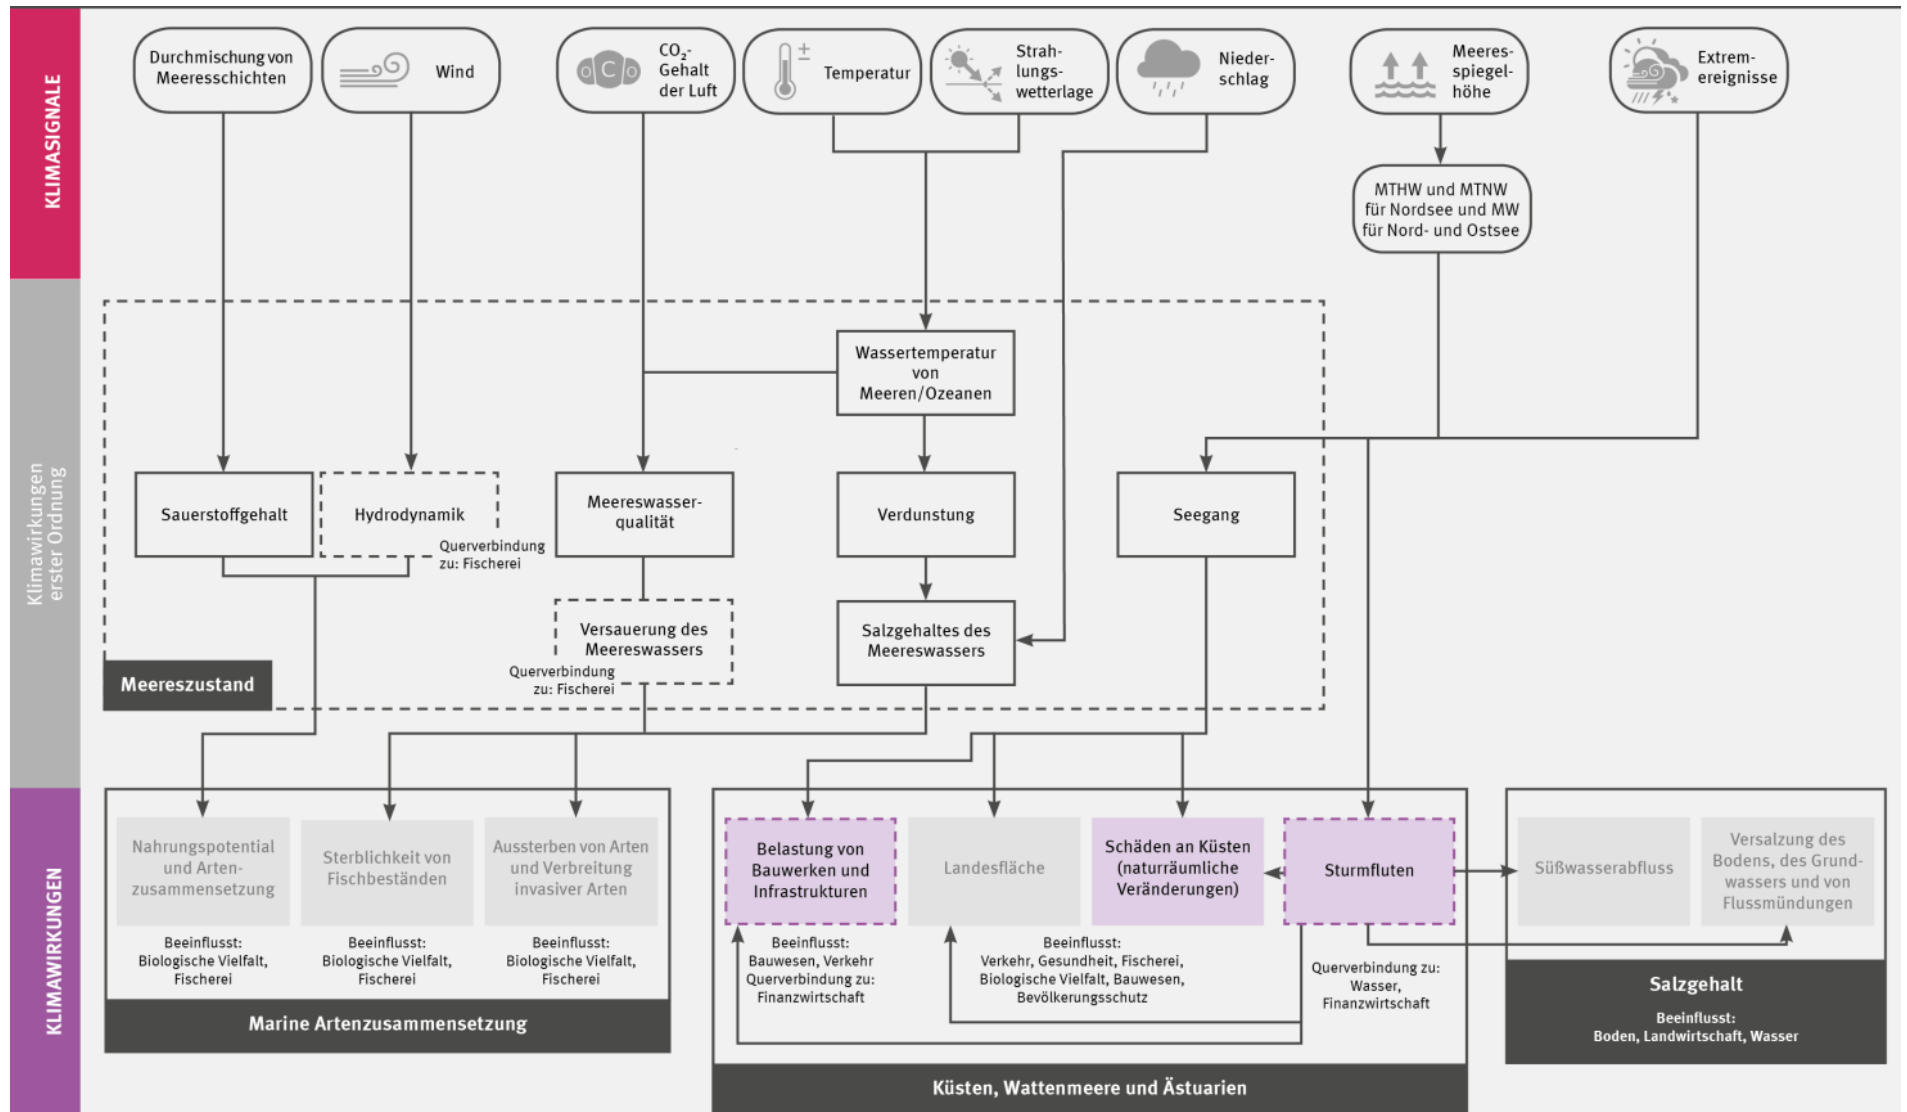 KLIMASIGNALE
Durchmischung von
Meeresschichten
Wind
OCO
CO₂-
Gehalt
der Luft
±
Temperatur
Strah-
lungs-
wetterlage
Nieder-
schlag
Meeres-
spiegel-
höhe
Extrem-
ereignisse
MTHW und MTNW
für Nordsee und MW
für Nord- und Ostsee
Klimawirkungen
erster Ordnung
Wassertemperatur
von
Meeren/Ozeanen
Sauerstoffgehalt
Hydrodynamik
Querverbindung
zu: Fischerei
Meereswasser-
qualität
Verdunstung
Seegang
Versauerung des
Meereswassers
Querverbindung
zu: Fischerei
Salzgehaltes des
Meereswassers
Meereszustand
KLIMAWIRKUNGEN
Nahrungspotential
und Arten-
zusammensetzung
Beeinflusst:
Biologische Vielfalt,
Fischerei
Sterblichkeit von
Fischbeständen
Beeinflusst:
Biologische Vielfalt,
Fischerei
Aussterben von Arten
und Verbreitung
invasiver Arten
Beeinflusst:
Biologische Vielfalt,
Fischerei
Marine Artenzusammensetzung
Belastung von
Bauwerken und
Infrastrukturen
Beeinflusst:
Bauwesen, Verkehr
Querverbindung zu:
Finanzwirtschaft
Landesfläche
Schäden an Küsten
(naturräumliche
Veränderungen)
Beeinflusst:
Verkehr, Gesundheit, Fischerei,
Biologische Vielfalt, Bauwesen,
Bevölkerungsschutz
Sturmfluten
Querverbindung zu:
Wasser,
Finanzwirtschaft
Küsten, Wattenmeere und Ästuarien
Süßwasserabfluss
Versalzung des
Bodens, des Grund-
wassers und von
Flussmündungen
Salzgehalt
Beeinflusst:
Boden, Landwirtschaft, Wasser